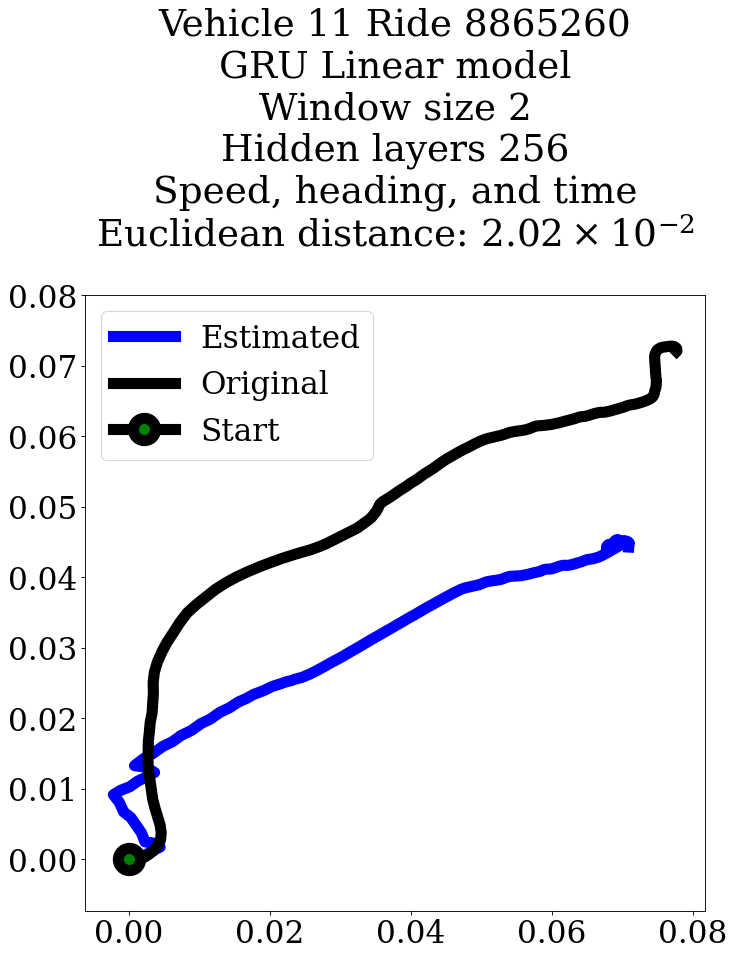 Vehicle 11 Ride 8865260
GRU Linear model
Window size 2
Hidden layers 256
Speed, heading, and time
Euclidean distance: 2.02 × 10⁻²
0.08
0.07
0.06
0.05
0.04
0.03
0.02
0.01
0.00
Estimated
Original
Start
0.00 0.02 0.04 0.06 0.08